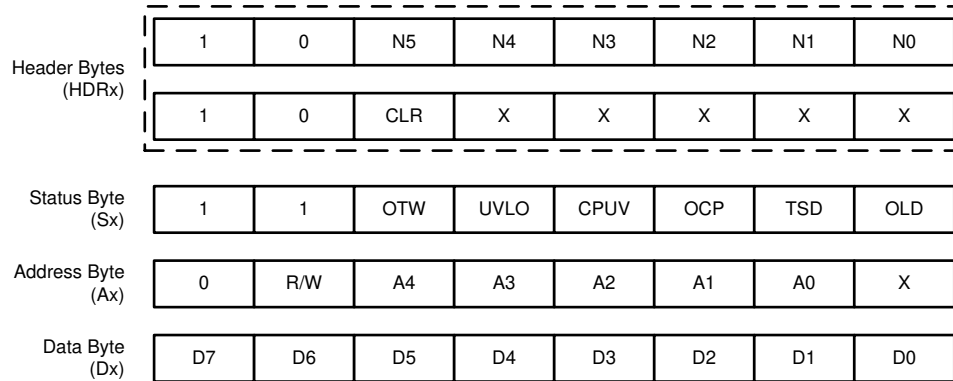 Header Bytes
(HDRx)
1 0 N5 N4 N3 N2 N1 N0
1 0 CLR X X X X X
Status Byte
(Sx)
1 1 OTW UVLO CPUV OCP TSD OLD
Address Byte
(Ax)
0 R/W A4 A3 A2 A1 A0 X
Data Byte
(Dx)
D7 D6 D5 D4 D3 D2 D1 D0